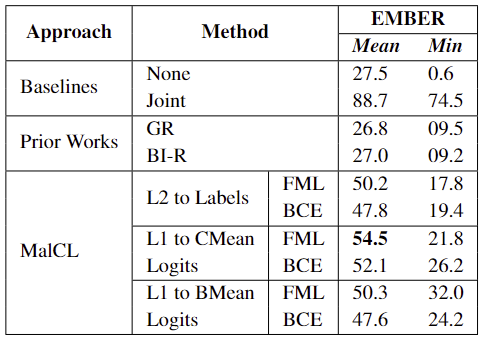 Approach Method EMBER
Mean Min
Baselines None 27.5 0.6
Joint 88.7 74.5
Prior Works GR 26.8 09.5
BI-R 27.0 09.2
MalCL L2 to Labels FML 50.2 17.8
BCE 47.8 19.4
L1 to CMean FML 54.5 21.8
Logits BCE 52.1 26.2
L1 to BMean FML 50.3 32.0
Logits BCE 47.6 24.2